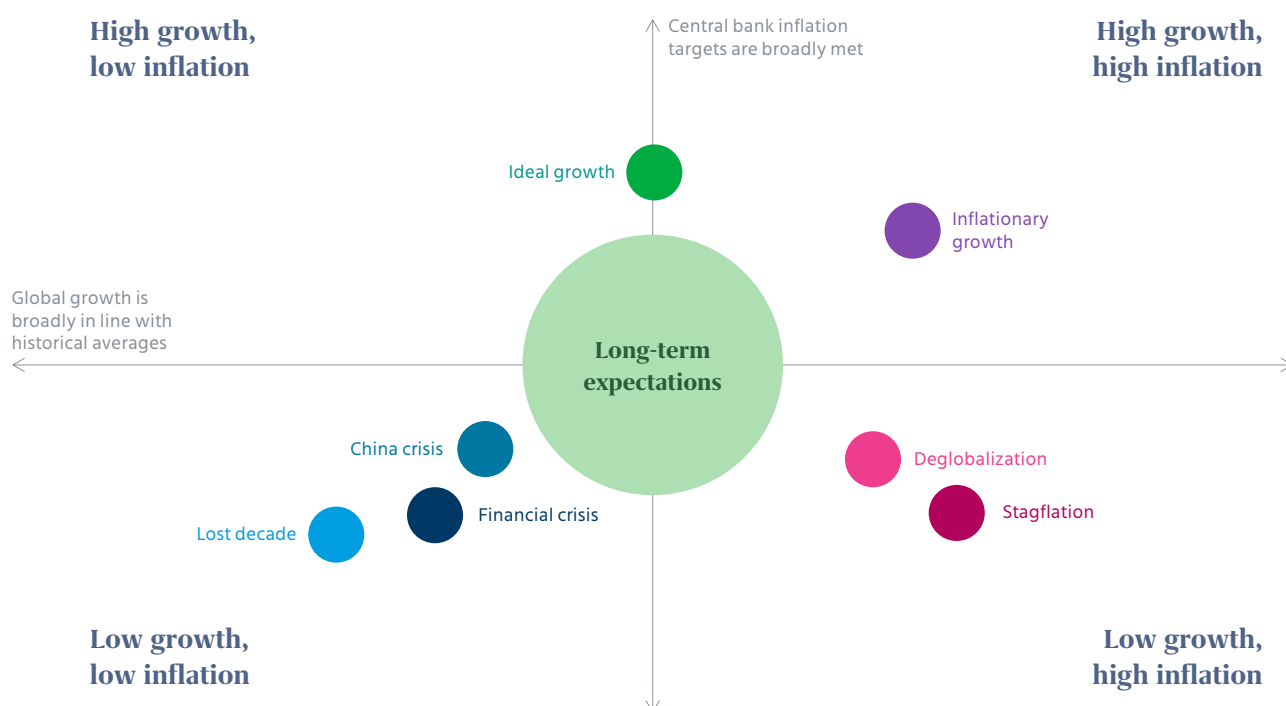 High growth,
low inflation
Central bank inflation
targets are broadly met
High growth,
high inflation
Ideal growth
Inflationary
growth
Global growth is
broadly in line with
historical averages
Long-term
expectations
China crisis
Deglobalization
Financial crisis
Stagflation
Lost decade
Low growth,
low inflation
Low growth,
high inflation